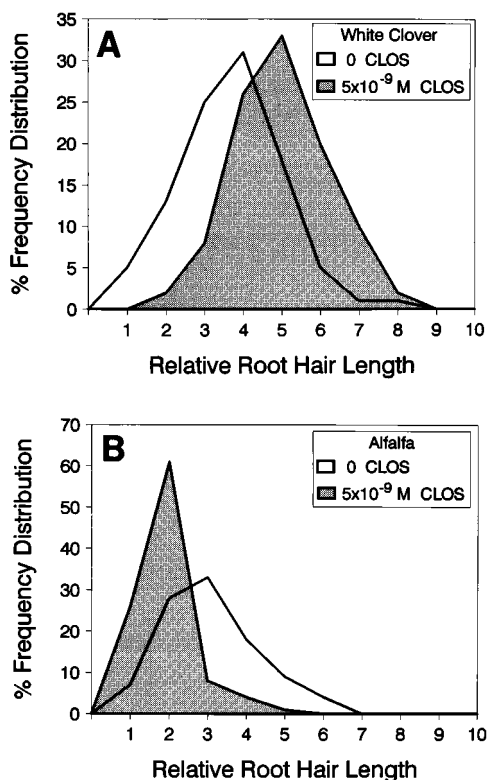 A
White Clover
0 CLOS
5x10⁻⁹ M CLOS
35
30
25
20
15
10
5
0
% Frequency Distribution
1 2 3 4 5 6 7 8 9 10
Relative Root Hair Length
B
Alfalfa
0 CLOS
5x10⁻⁹ M CLOS
70
60
50
40
30
20
10
0
% Frequency Distribution
1 2 3 4 5 6 7 8 9 10
Relative Root Hair Length